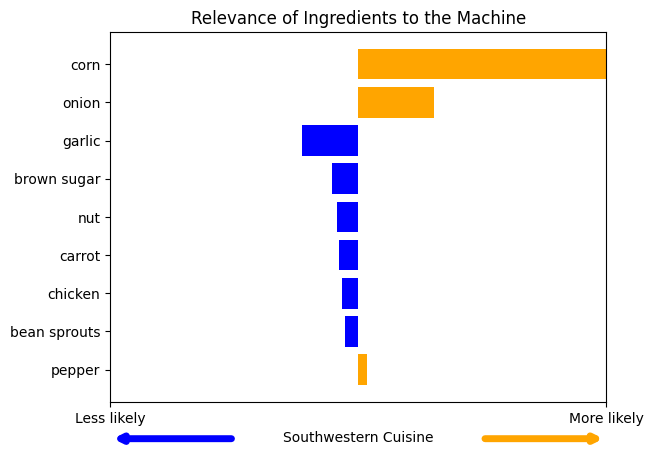 Relevance of Ingredients to the Machine
corn
onion
garlic
brown sugar
nut
carrot
chicken
bean sprouts
pepper
Less likely
More likely
Southwestern Cuisine